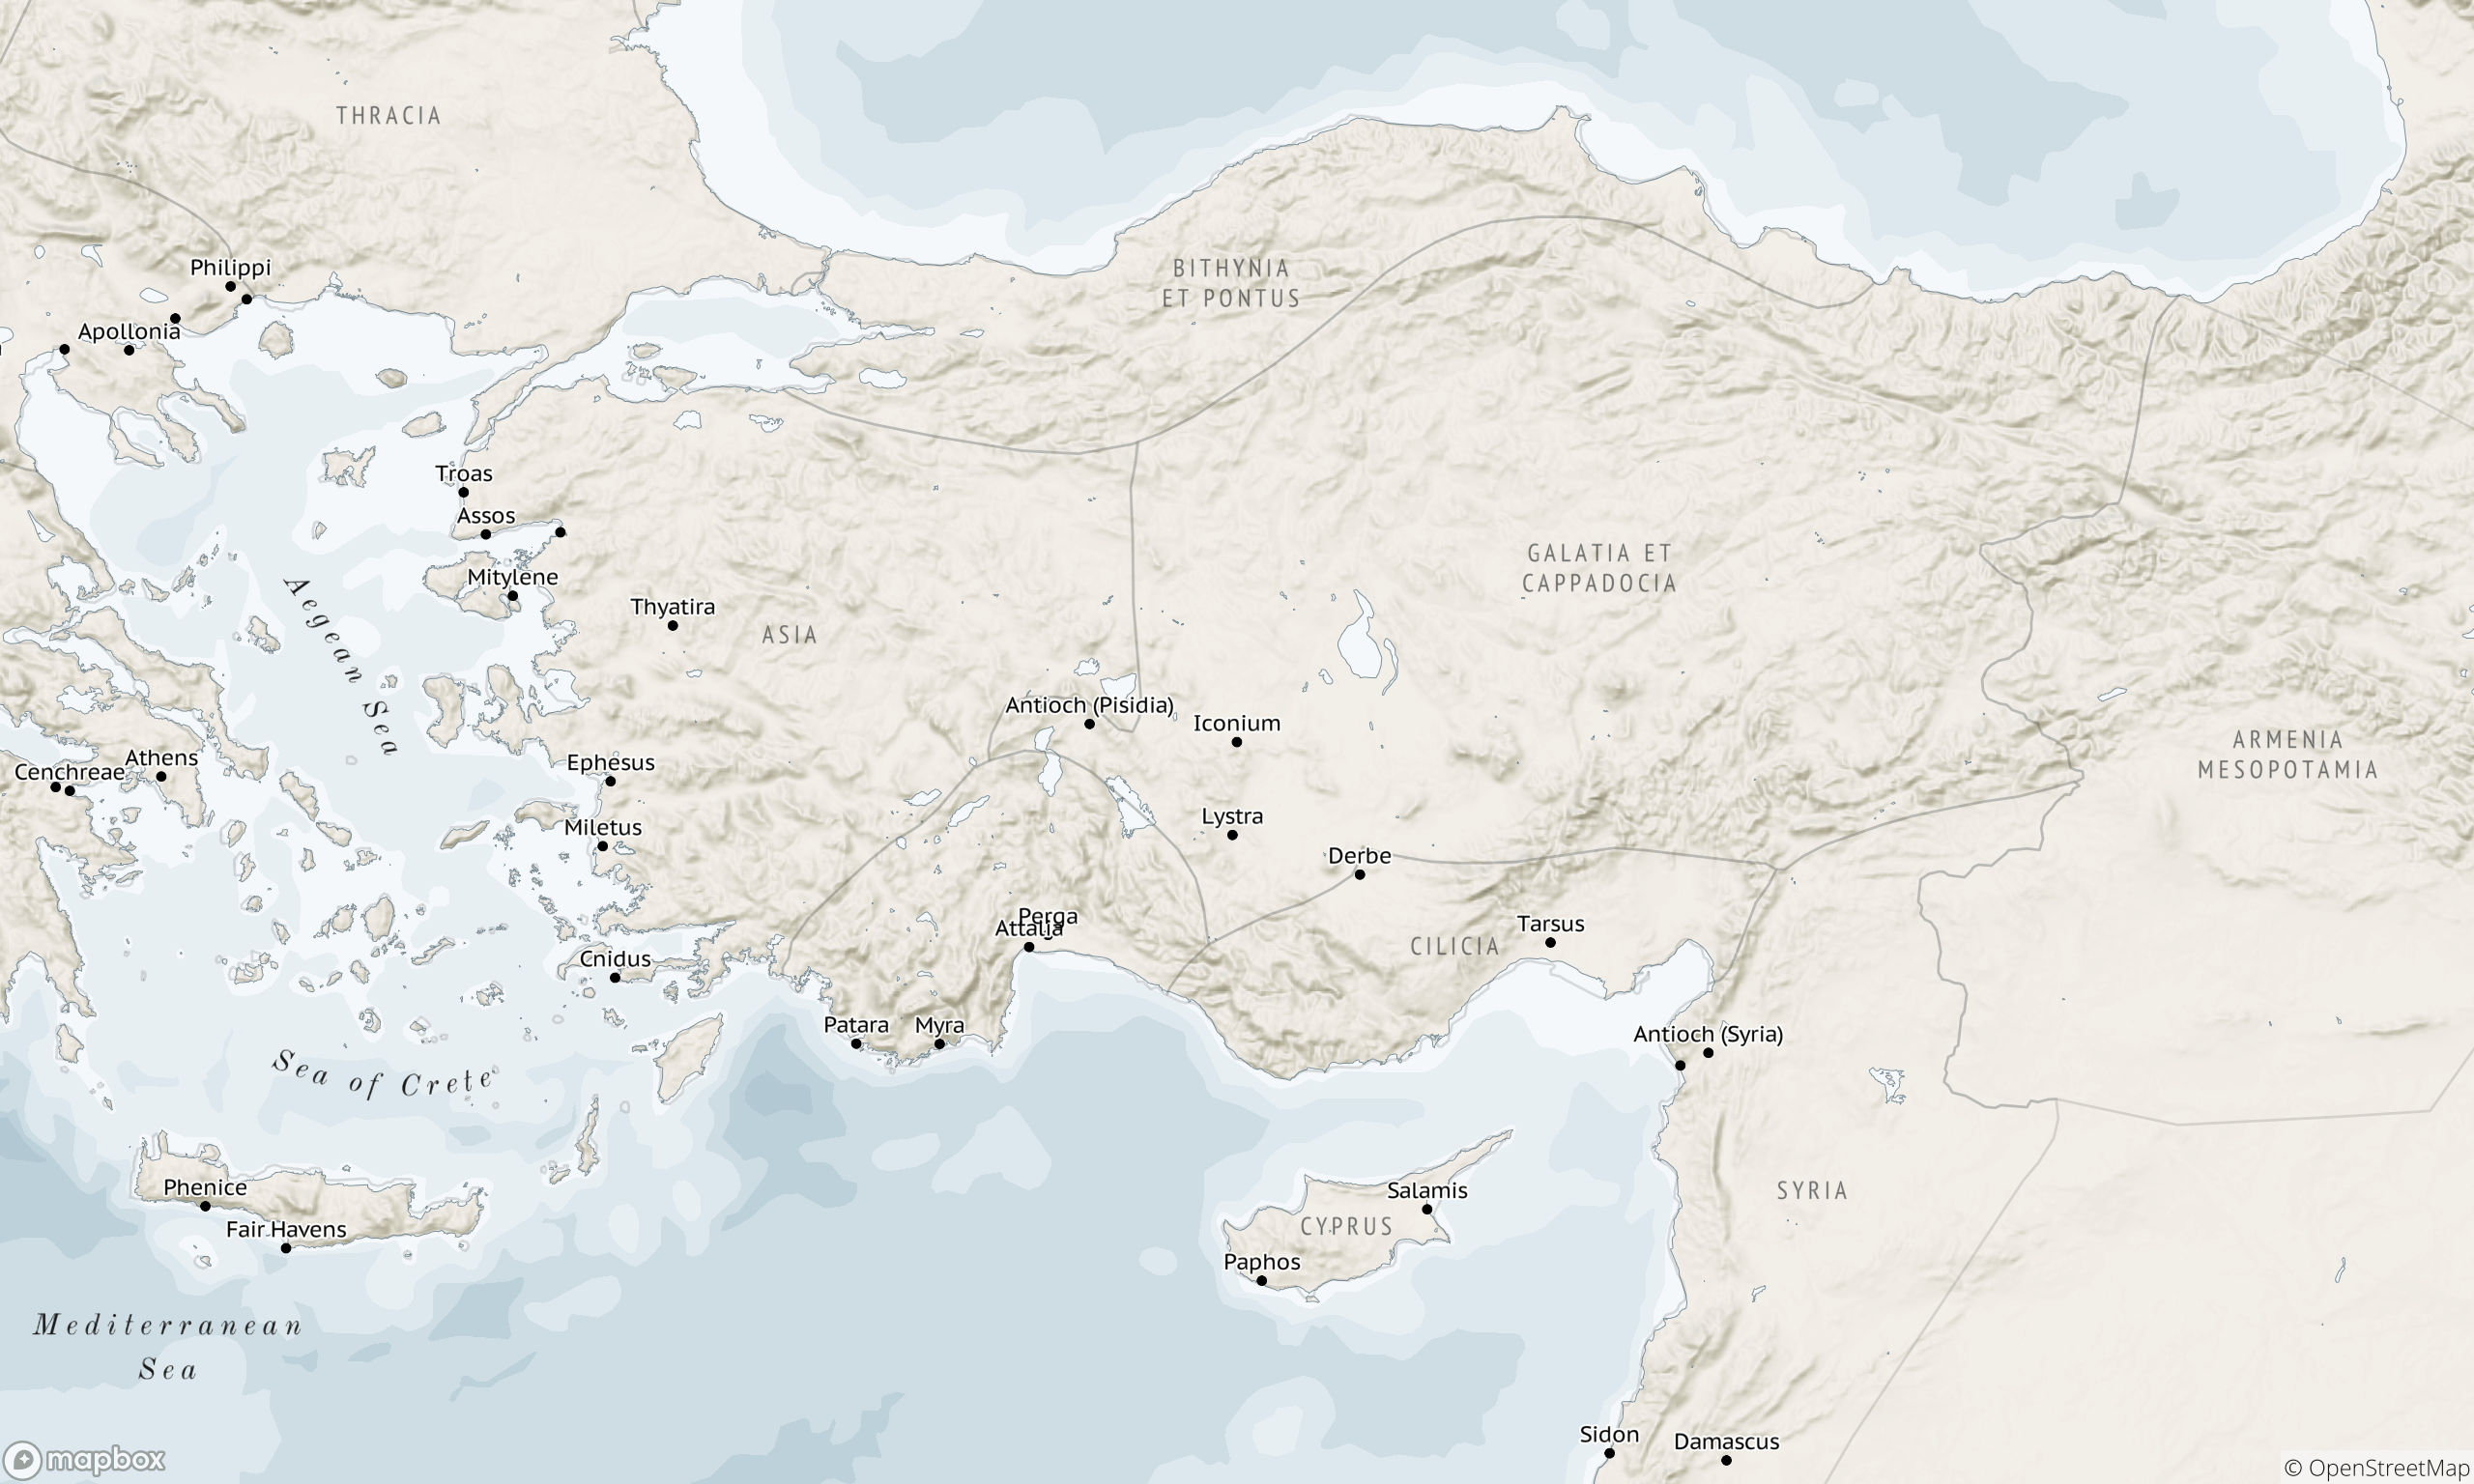 THRACIA
BITHYNIA
ET PONTUS
Philippi
Apollonia
Troas
Assos
Mitylene
Thyatira
ASIA
GALATIA ET
CAPPADOCIA
Aegean Sea
Antioch (Pisidia)
Iconium
ARMENIA
MESOPOTAMIA
Athens
Cenchreae
Ephesus
Miletus
Lystra
Derbe
Perga
Attalia
Tarsus
CILICIA
Cnidus
Patara
Myra
Antioch (Syria)
Sea of Crete
Phenice
Fair Havens
Salamis
CYPRUS
SYRIA
Paphos
Mediterranean
Sea
Sidon
Damascus
mapbox
© OpenStreetMap